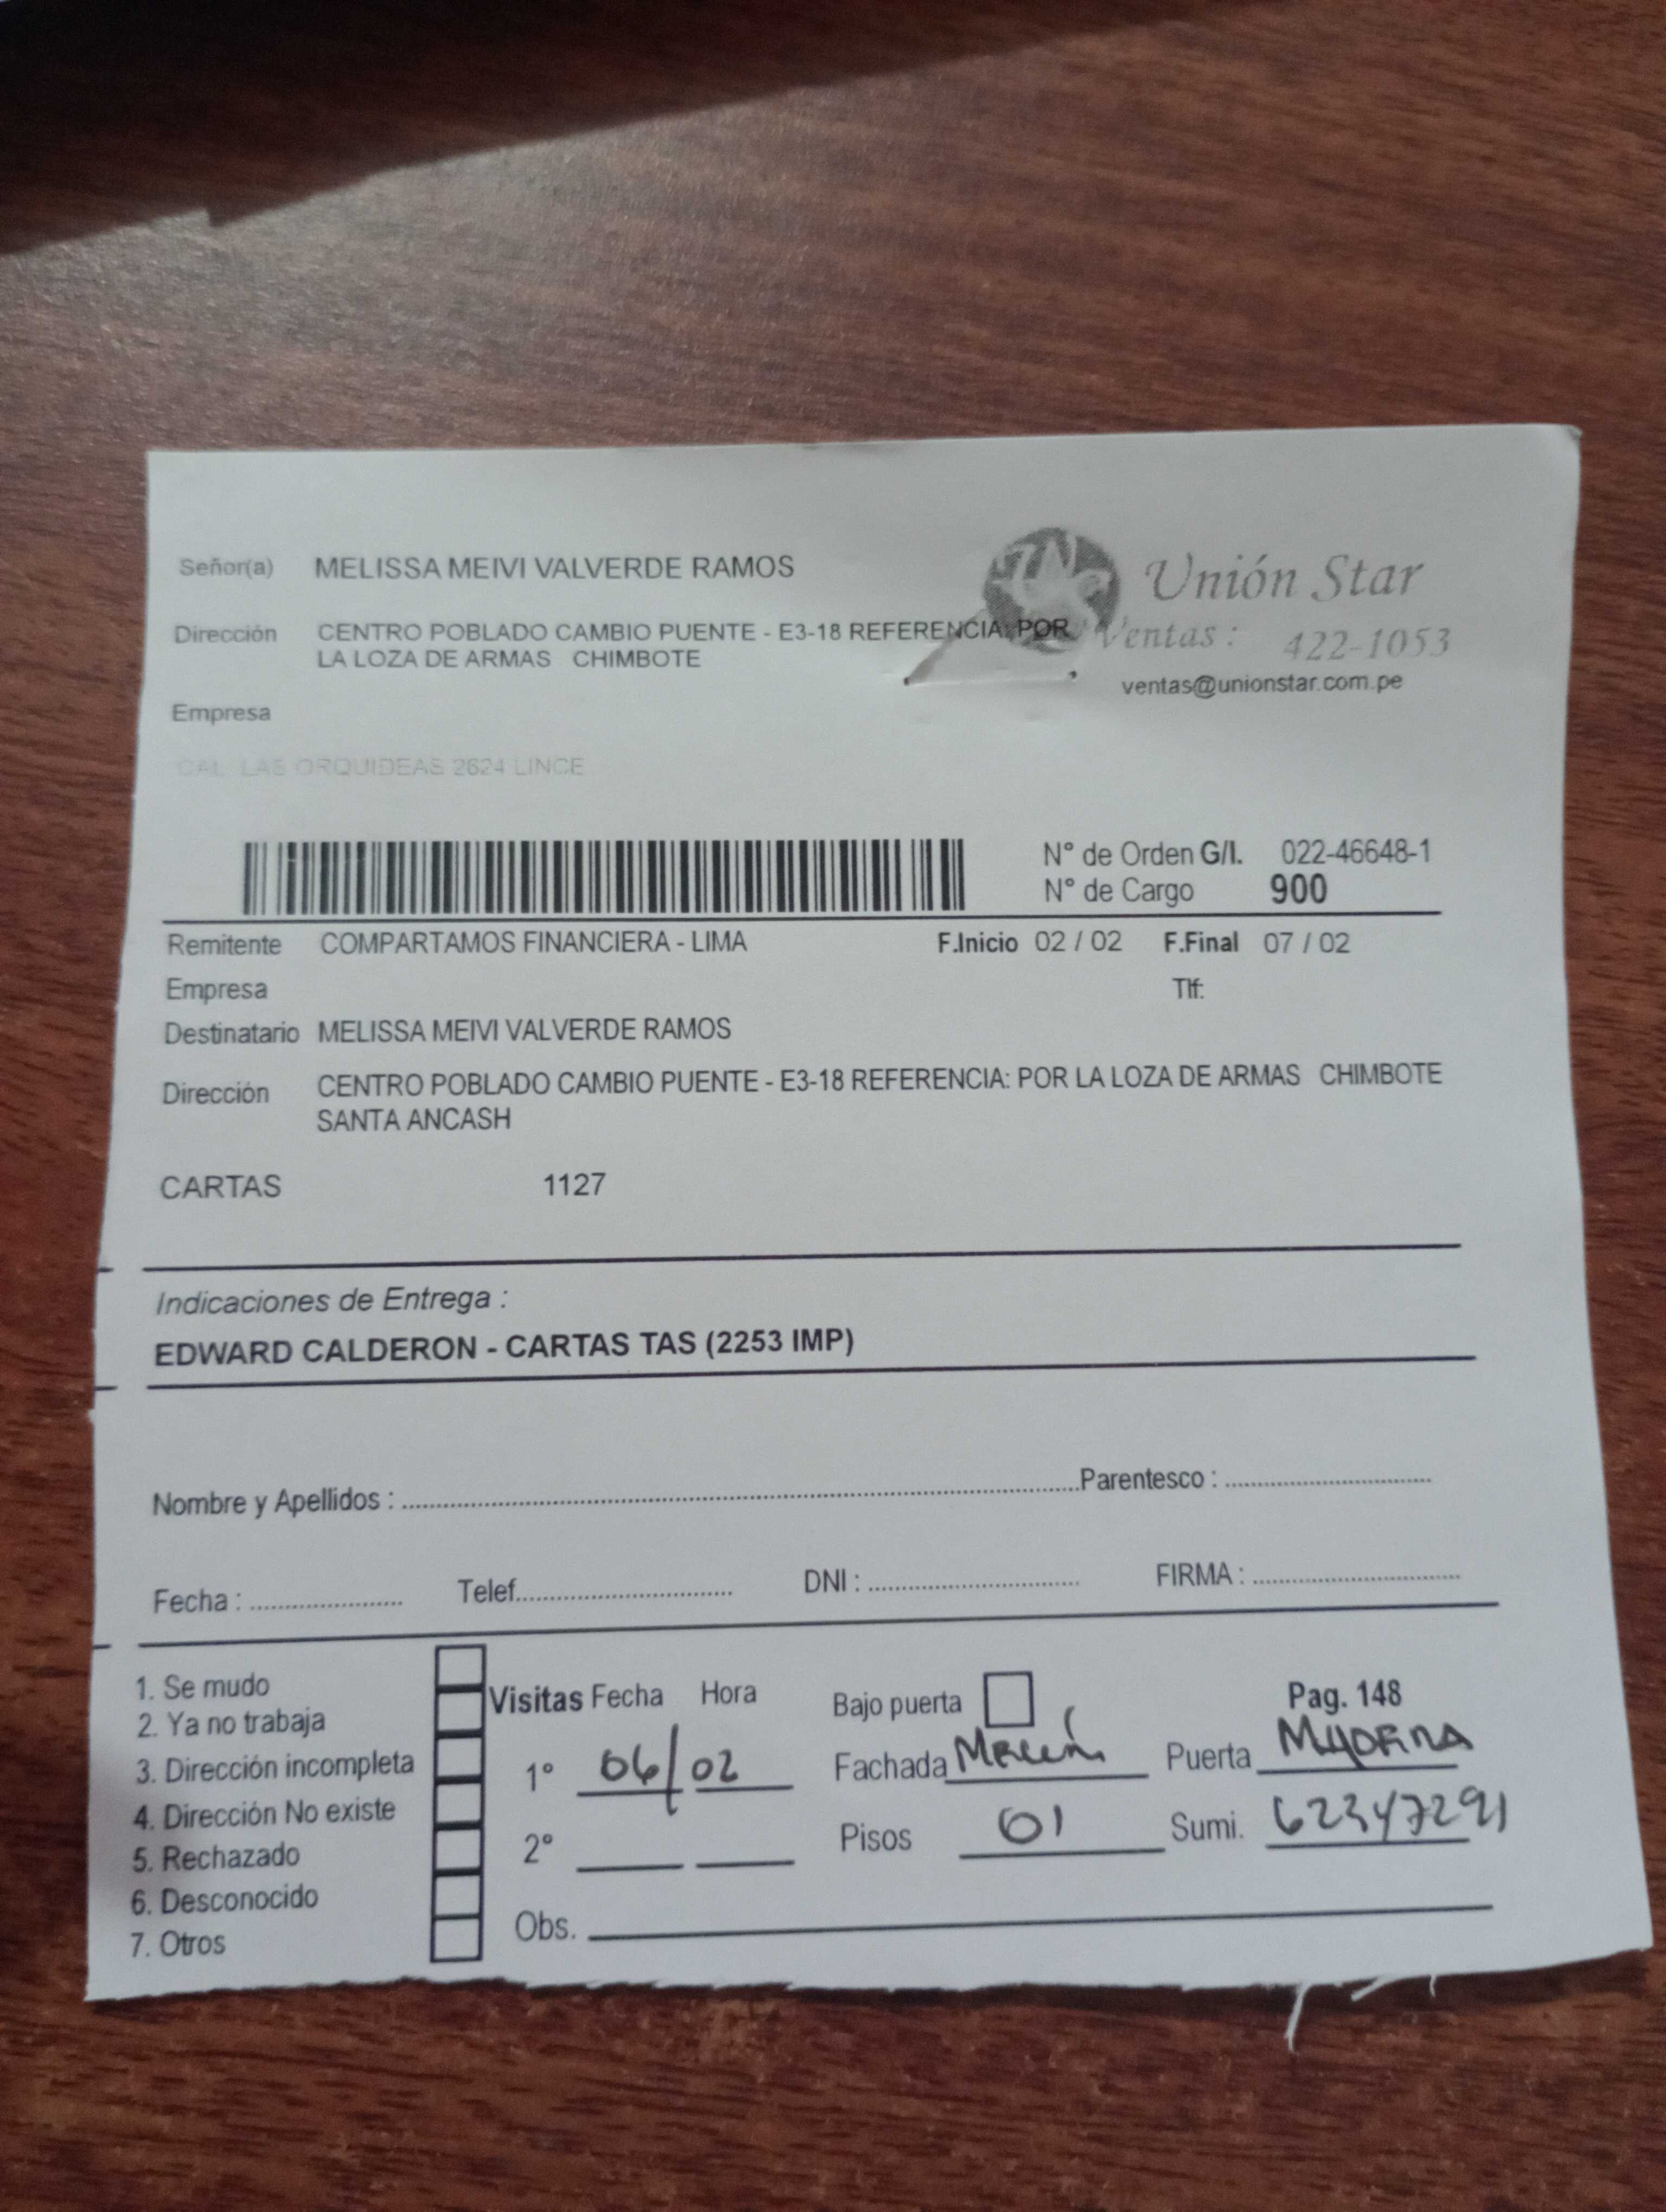 Señor(a) MELISSA MEIVI VALVERDE RAMOS
Unión Star
Dirección CENTRO POBLADO CAMBIO PUENTE - E3-18 REFERENCIA: POR
LA LOZA DE ARMAS CHIMBOTE
Ventas : 422-1053
ventas@unionstar.com.pe
Empresa
CAL LAS ORQUIDEAS 2624 LINCE
N° de Orden G/I. 022-46648-1
N° de Cargo 900
Remitente COMPARTAMOS FINANCIERA - LIMA F.Inicio 02 / 02 F.Final 07 / 02
Empresa Tlf:
Destinatario MELISSA MEIVI VALVERDE RAMOS
Dirección CENTRO POBLADO CAMBIO PUENTE - E3-18 REFERENCIA: POR LA LOZA DE ARMAS CHIMBOTE
SANTA ANCASH
CARTAS 1127
Indicaciones de Entrega :
EDWARD CALDERON - CARTAS TAS (2253 IMP)
Nombre y Apellidos : Parentesco :
Fecha : Telef. DNI : FIRMA :
1. Se mudo
2. Ya no trabaja
3. Dirección incompleta
4. Dirección No existe
5. Rechazado
6. Desconocido
7. Otros
Visitas Fecha Hora
1° 06/02
2°
Obs.
Bajo puerta Pag. 148
Fachada Puerta
Pisos 01 Sumi. 62347291